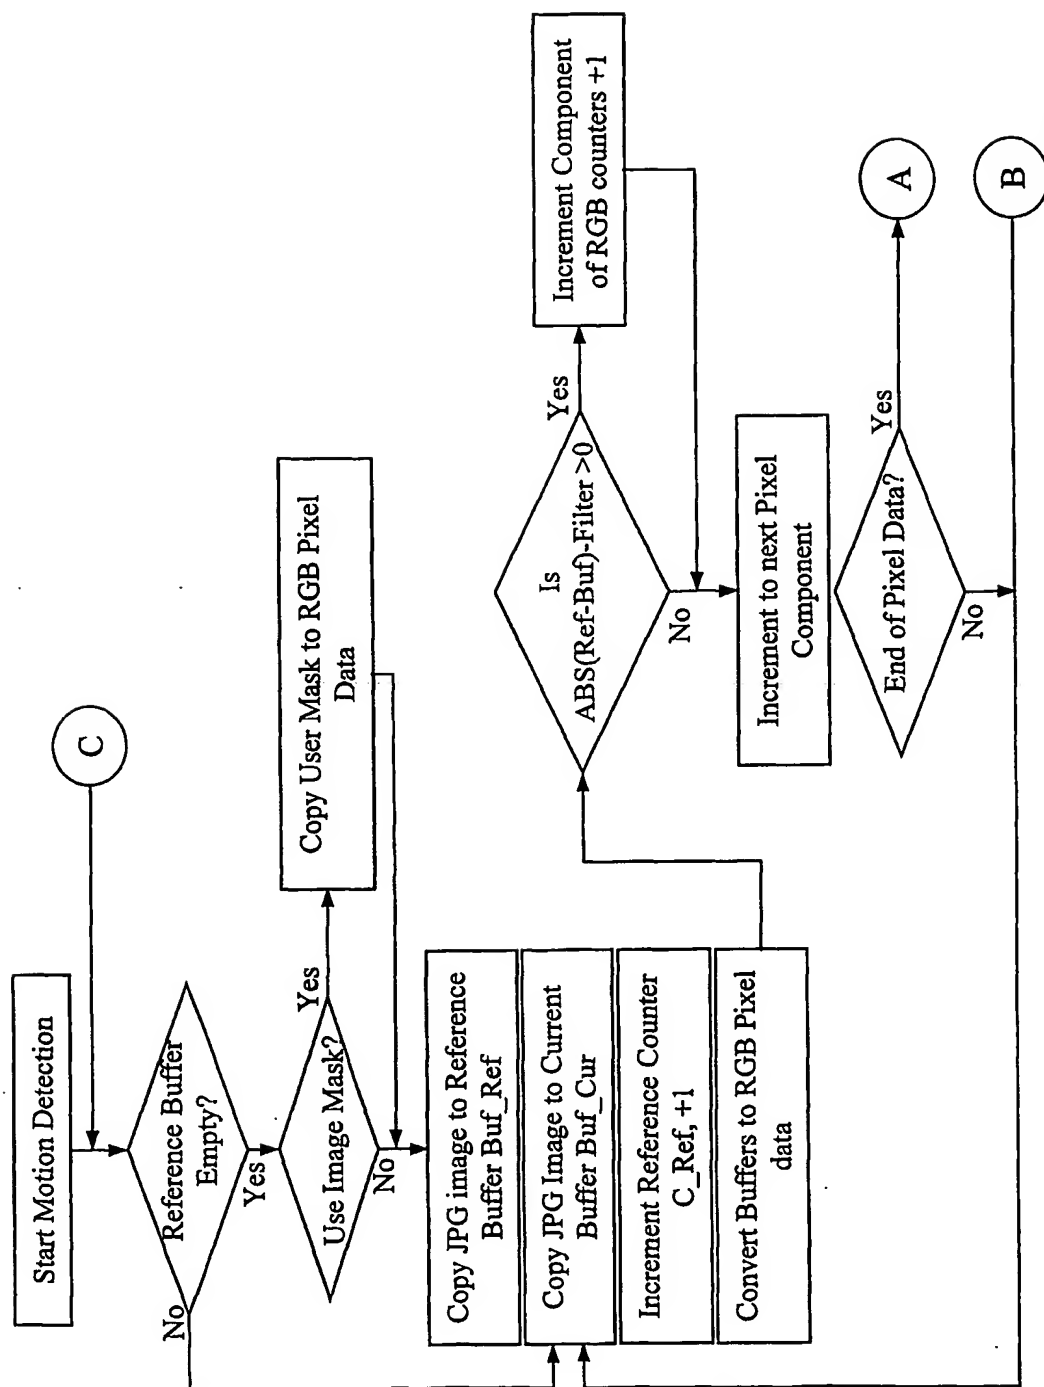 Start Motion Detection
C
Reference Buffer
Empty?
No
Yes
Use Image Mask?
Yes
No
Copy User Mask to RGB Pixel
Data
Copy JPG image to Reference
Buffer Buf_Ref
Copy JPG Image to Current
Buffer Buf_Cur
Increment Reference Counter
C_Ref, +1
Convert Buffers to RGB Pixel
data
Is
ABS(Ref-Buf)-Filter >0
Yes
No
Increment Component
of RGB counters +1
Increment to next Pixel
Component
End of Pixel Data?
Yes
No
A
B